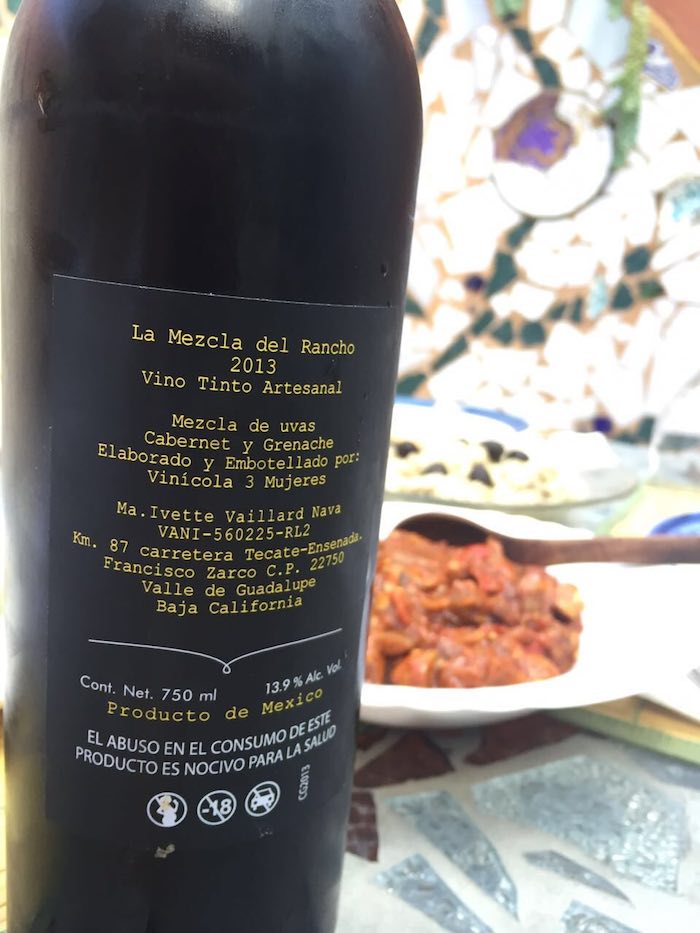 La Mezcla del Rancho
2013
Vino Tinto Artesanal
Mezcla de uvas
Cabernet y Grenache
Elaborado y Embotellado por:
Vinícola 3 Mujeres
Ma.Ivette Vaillard Nava
VANI-560225-RL2
Km. 87 carretera Tecate-Ensenada.
Francisco Zarco C.P. 22750
Valle de Guadalupe
Baja California
Cont. Net. 750 ml 13.9 % Alc. Vol.
Producto de Mexico
EL ABUSO EN EL CONSUMO DE ESTE
PRODUCTO ES NOCIVO PARA LA SALUD
-18
CG2013